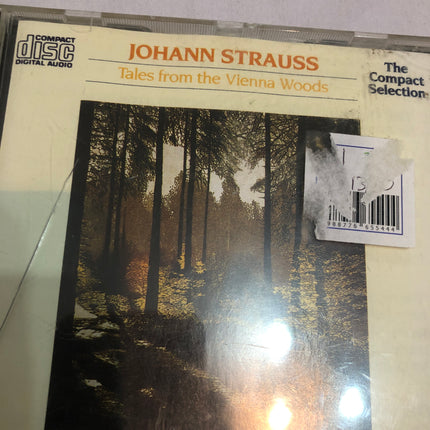 COMPACT
disc
DIGITAL AUDIO
JOHANN STRAUSS
Tales from the Vienna Woods
The
Compact
Selection